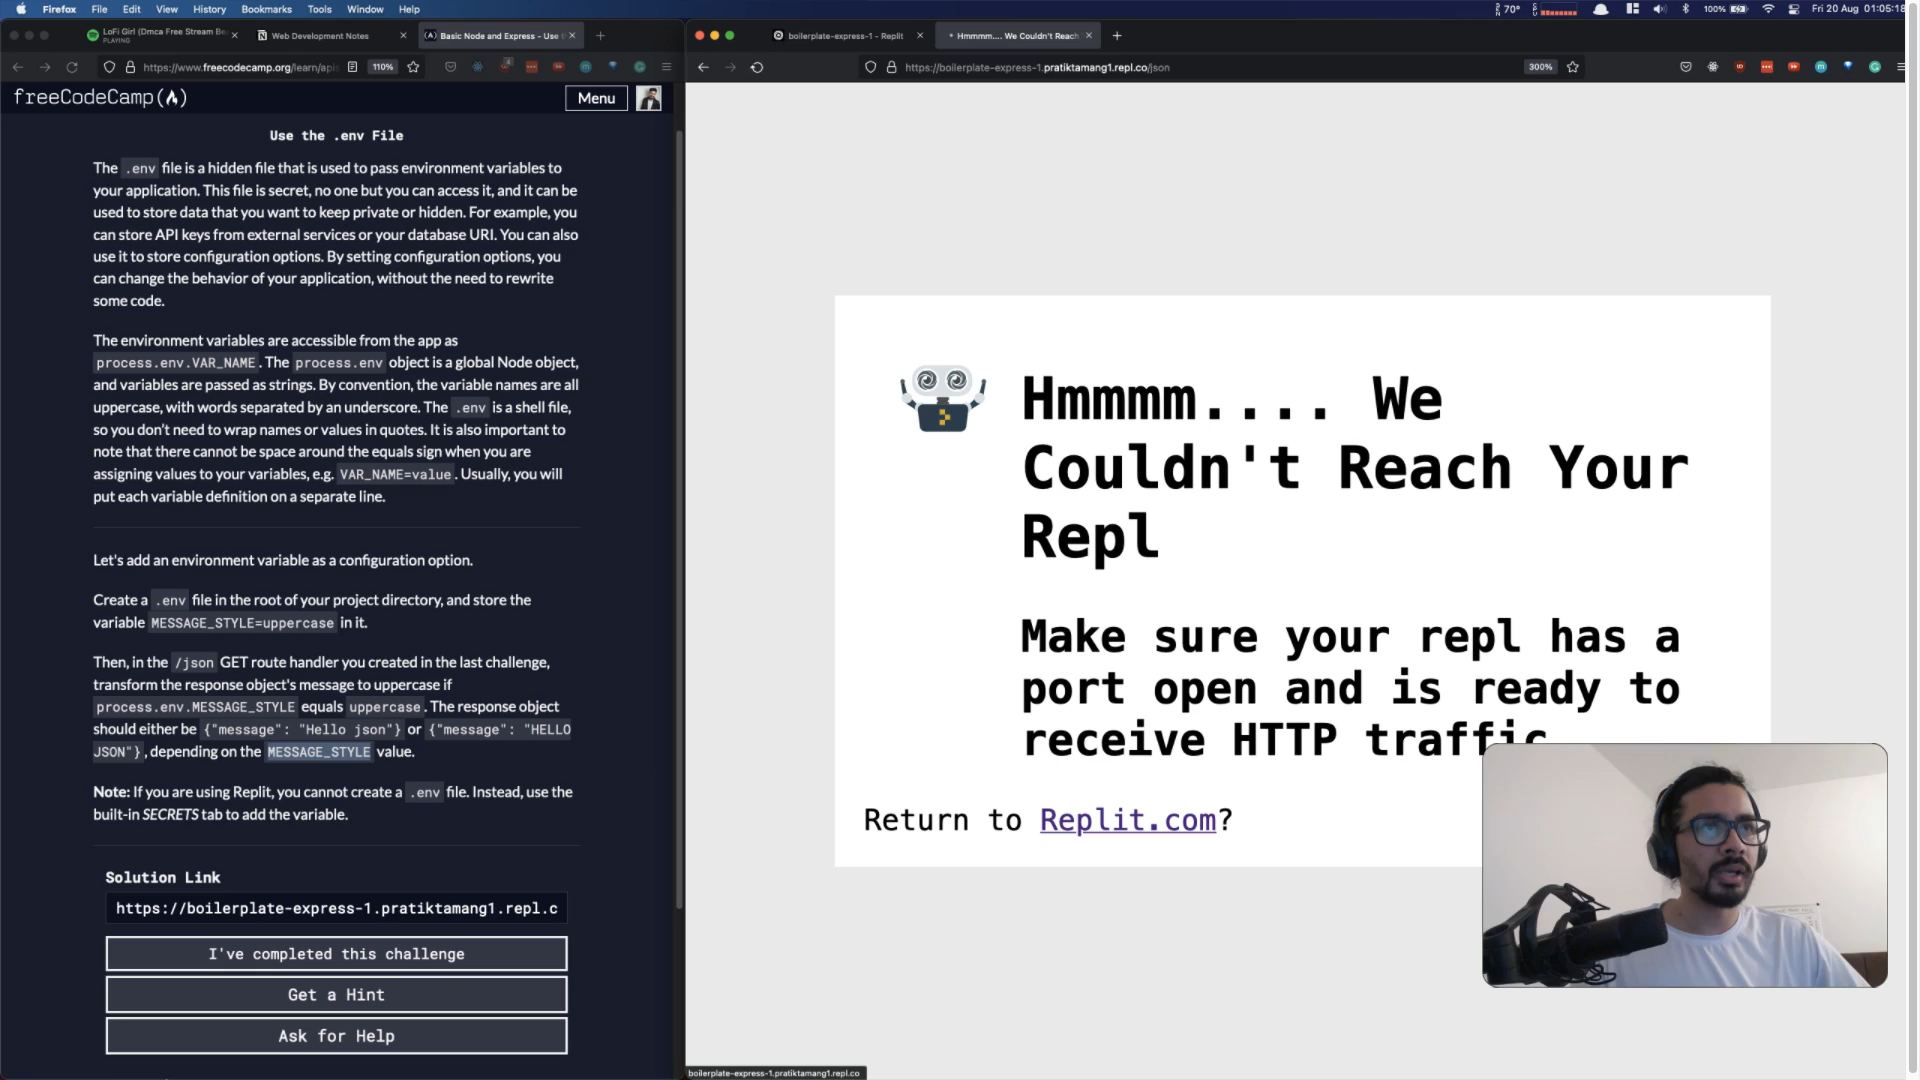 Firefox File Edit View History Bookmarks Tools Window Help
70° 100% Fri 20 Aug 01:05:18
LoFi Girl (Dmca Free Stream Be
PLAYING
Web Development Notes
Basic Node and Express - Use t
https://www.freecodecamp.org/learn/apis
110%
freeCodeCamp
Menu
Use the .env File
The .env file is a hidden file that is used to pass environment variables to
your application. This file is secret, no one but you can access it, and it can be
used to store data that you want to keep private or hidden. For example, you
can store API keys from external services or your database URI. You can also
use it to store configuration options. By setting configuration options, you
can change the behavior of your application, without the need to rewrite
some code.
The environment variables are accessible from the app as
process.env.VAR_NAME. The process.env object is a global Node object,
and variables are passed as strings. By convention, the variable names are all
uppercase, with words separated by an underscore. The .env is a shell file,
so you don't need to wrap names or values in quotes. It is also important to
note that there cannot be space around the equals sign when you are
assigning values to your variables, e.g. VAR_NAME=value. Usually, you will
put each variable definition on a separate line.
Let's add an environment variable as a configuration option.
Create a .env file in the root of your project directory, and store the
variable MESSAGE_STYLE=uppercase in it.
Then, in the /json GET route handler you created in the last challenge,
transform the response object's message to uppercase if
process.env.MESSAGE_STYLE equals uppercase. The response object
should either be {"message": "Hello json"} or {"message": "HELLO
JSON"}, depending on the MESSAGE_STYLE value.
Note: If you are using Replit, you cannot create a .env file. Instead, use the
built-in SECRETS tab to add the variable.
Solution Link
https://boilerplate-express-1.pratiktamang1.repl.c
I've completed this challenge
Get a Hint
Ask for Help
boilerplate-express-1 - Replit
Hmmmm.... We Couldn't Reach
https://boilerplate-express-1.pratiktamang1.repl.co/json
300%
Hmmmm.... We
Couldn't Reach Your
Repl
Make sure your repl has a
port open and is ready to
receive HTTP traffic
Return to Replit.com?
boilerplate-express-1.pratiktamang1.repl.co